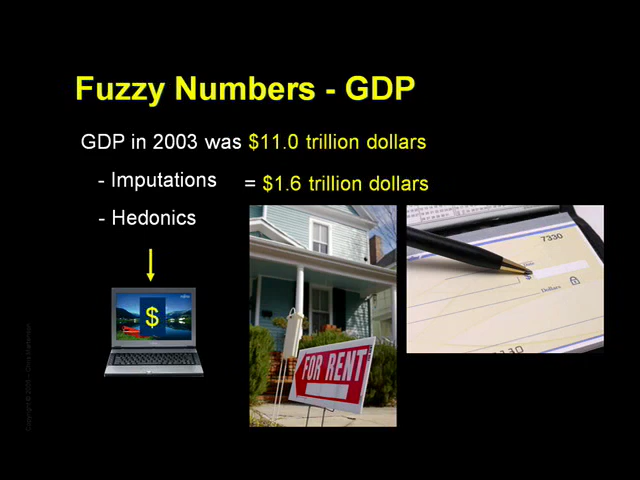 Fuzzy Numbers - GDP
GDP in 2003 was $11.0 trillion dollars
- Imputations = $1.6 trillion dollars
- Hedonics
$
FOR RENT
7330
$
Dollars